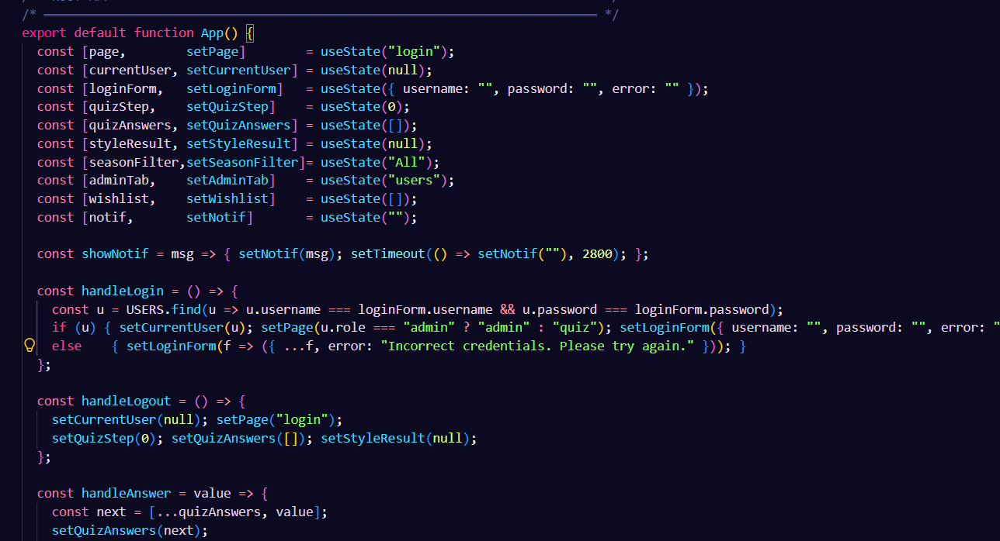 /* ══════════════════════════════════════════════════════════════════════════ */
export default function App() {
  const [page,        setPage]        = useState("login");
  const [currentUser, setCurrentUser] = useState(null);
  const [loginForm,   setLoginForm]   = useState({ username: "", password: "", error: "" });
  const [quizStep,    setQuizStep]    = useState(0);
  const [quizAnswers, setQuizAnswers] = useState([]);
  const [styleResult, setStyleResult] = useState(null);
  const [seasonFilter,setSeasonFilter]= useState("All");
  const [adminTab,    setAdminTab]    = useState("users");
  const [wishlist,    setWishlist]    = useState([]);
  const [notif,       setNotif]       = useState("");
  const showNotif = msg => { setNotif(msg); setTimeout(() => setNotif(""), 2800); };
  const handleLogin = () => {
    const u = USERS.find(u => u.username === loginForm.username && u.password === loginForm.password);
    if (u) { setCurrentUser(u); setPage(u.role === "admin" ? "admin" : "quiz"); setLoginForm({ username: "", password: "", error: "
    else    { setLoginForm(f => ({ ...f, error: "Incorrect credentials. Please try again." })); }
  };
  const handleLogout = () => {
    setCurrentUser(null); setPage("login");
    setQuizStep(0); setQuizAnswers([]); setStyleResult(null);
  };
  const handleAnswer = value => {
    const next = [...quizAnswers, value];
    setQuizAnswers(next);